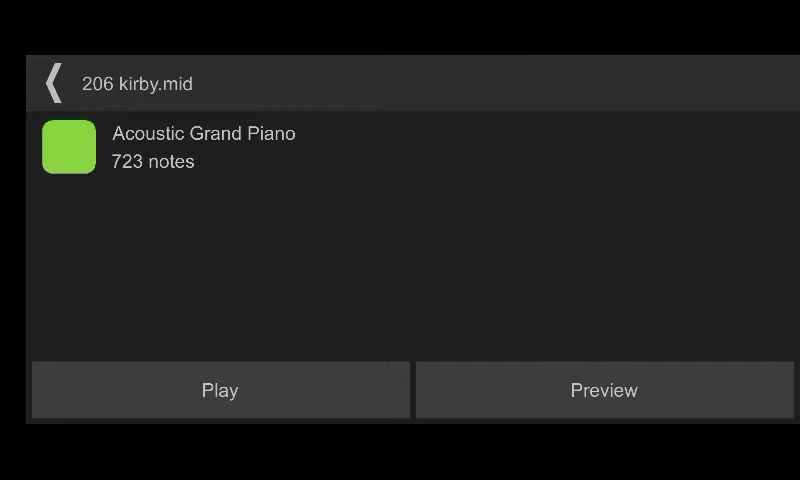 206 kirby.mid
Acoustic Grand Piano
723 notes
Play
Preview